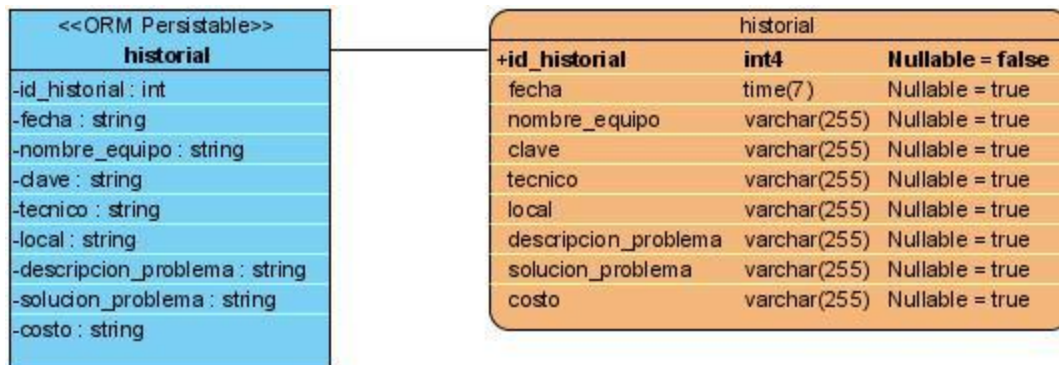 <<ORM Persistable>>
historial
-id_historial : int
-fecha : string
-nombre_equipo : string
-clave : string
-tecnico : string
-local : string
-descripcion_problema : string
-solucion_problema : string
-costo : string
historial
+id_historial int4 Nullable = false
fecha time(7) Nullable = true
nombre_equipo varchar(255) Nullable = true
clave varchar(255) Nullable = true
tecnico varchar(255) Nullable = true
local varchar(255) Nullable = true
descripcion_problema varchar(255) Nullable = true
solucion_problema varchar(255) Nullable = true
costo varchar(255) Nullable = true